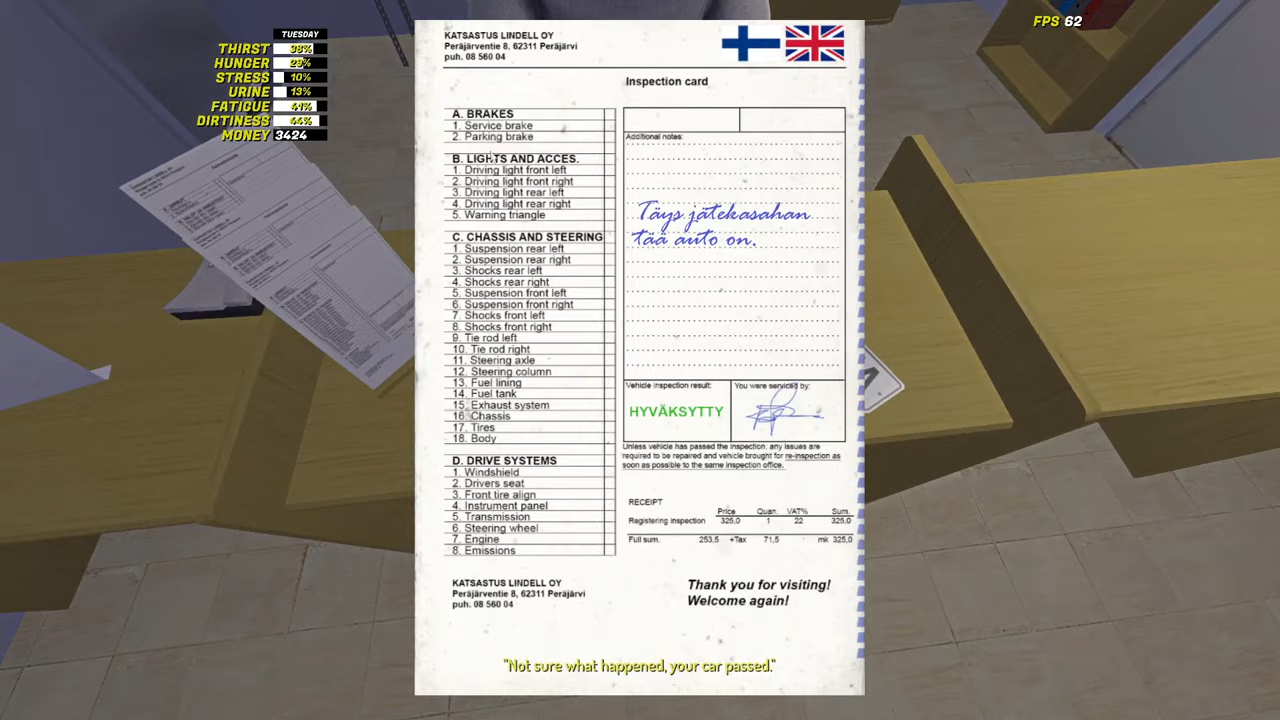 TUESDAY
THIRST 38%
HUNGER 29%
STRESS 10%
URINE 13%
FATIGUE 41%
DIRTINESS 44%
MONEY 3424
FPS 62
KATSASTUS LINDELL OY
Peräjärventie 8, 62311 Peräjärvi
puh. 08 560 04
Inspection card
A. BRAKES
1. Service brake
2. Parking brake
B. LIGHTS AND ACCES.
1. Driving light front left
2. Driving light front right
3. Driving light rear left
4. Driving light rear right
5. Warning triangle
C. CHASSIS AND STEERING
1. Suspension rear left
2. Suspension rear right
3. Shocks rear left
4. Shocks rear right
5. Suspension front left
6. Suspension front right
7. Shocks front left
8. Shocks front right
9. Tie rod left
10. Tie rod right
11. Steering axle
12. Steering column
13. Fuel lining
14. Fuel tank
15. Exhaust system
16. Chassis
17. Tires
18. Body
D. DRIVE SYSTEMS
1. Windshield
2. Drivers seat
3. Front tire align
4. Instrument panel
5. Transmission
6. Steering wheel
7. Engine
8. Emissions
Additional notes:
Täys jätekasahan
tää auto on.
Vehicle inspection result:
HYVÄKSYTTY
You were serviced by:
Unless vehicle has passed the inspection, any issues are
required to be repaired and vehicle brought for re-inspection as
soon as possible to the same inspection office.
RECEIPT
Price Quan. VAT% Sum.
Registering inspection 325,0 1 22 325,0
Full sum. 253,5 +Tax 71,5 mk 325,0
KATSASTUS LINDELL OY
Peräjärventie 8, 62311 Peräjärvi
puh. 08 560 04
Thank you for visiting!
Welcome again!
"Not sure what happened, your car passed."